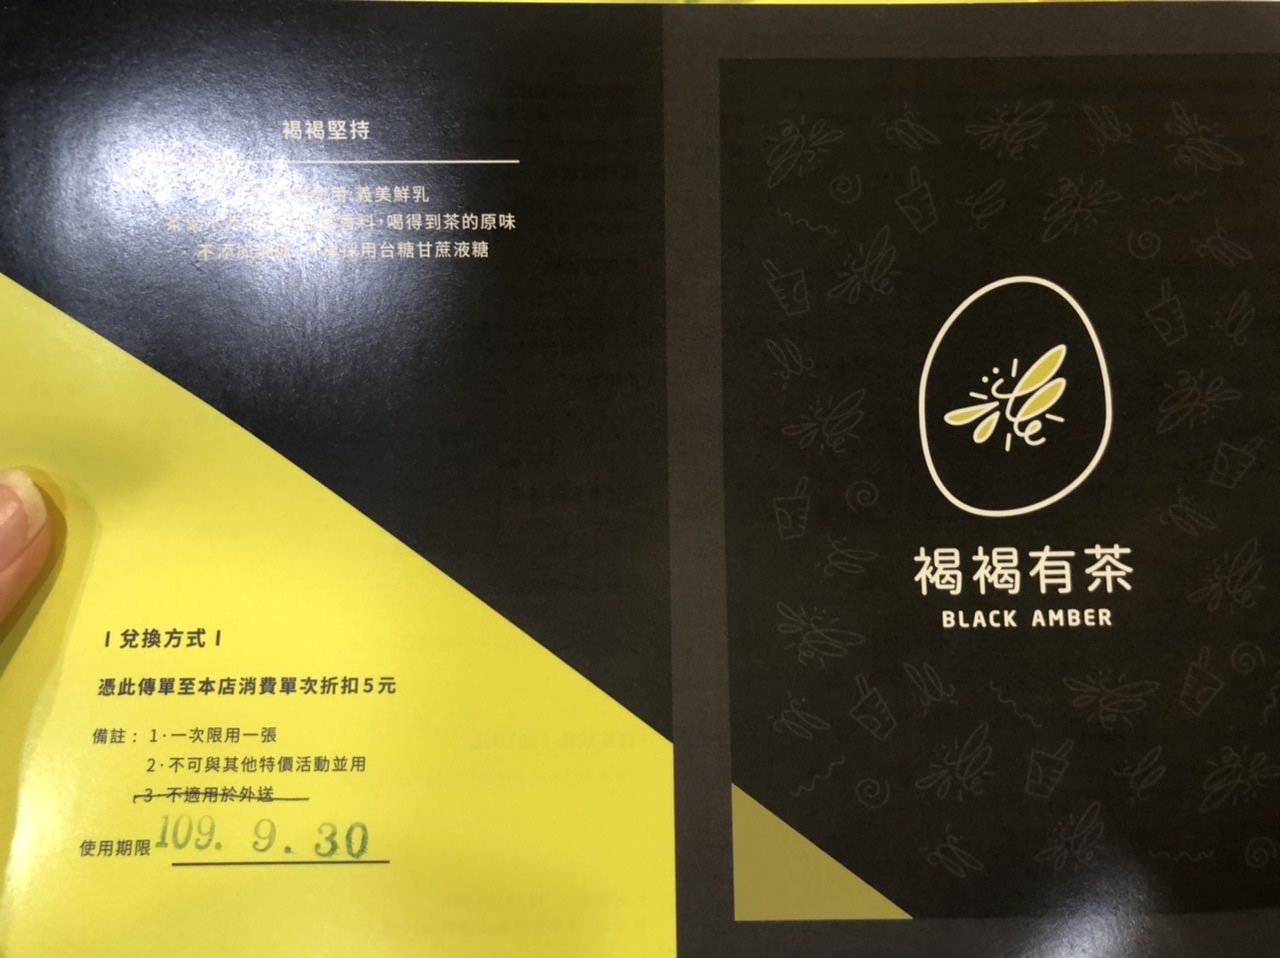 褐褐堅持
義美鮮乳
喝得到茶的原味
採用台糖甘蔗液糖
I 兌換方式 I
憑此傳單至本店消費單次折扣5元
備註：1·一次限用一張
2·不可與其他特價活動並用
3·不適用於外送
使用期限 109. 9. 30
褐褐有茶
BLACK AMBER